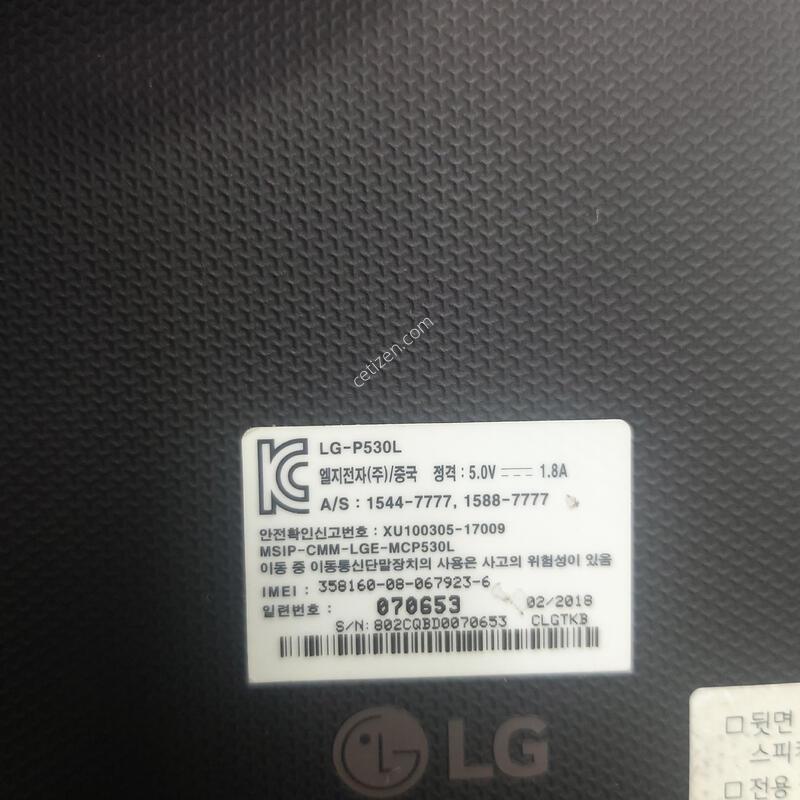 cetizen.com
LG-P530L
엘지전자(주)/중국 정격 : 5.0V 1.8A
A/S : 1544-7777, 1588-7777
안전확인신고번호 : XU100305-17009
MSIP-CMM-LGE-MCP530L
이동 중 이동통신단말장치의 사용은 사고의 위험성이 있음
IMEI : 358160-08-067923-6
일련번호 : 070653 02/2018
S/N: 802CQBD0070653 CLGTKB
LG
뒷면
스피
전용